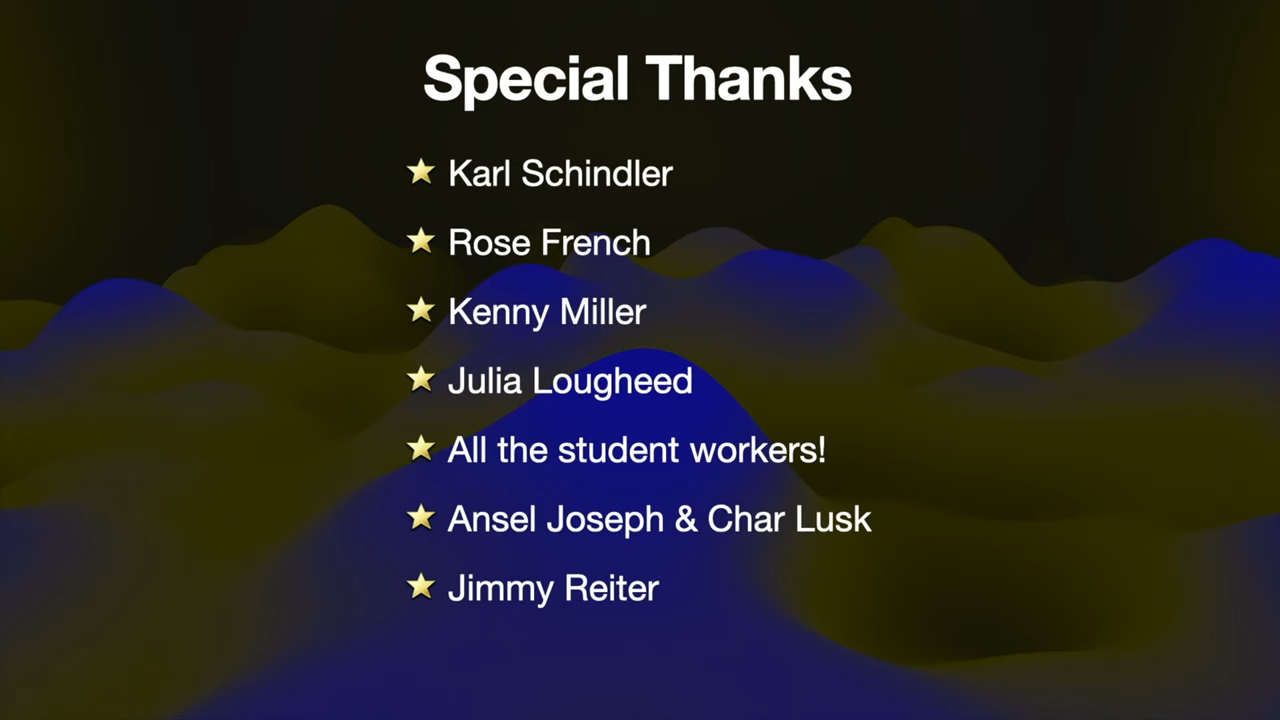 Special Thanks
Karl Schindler
Rose French
Kenny Miller
Julia Lougheed
All the student workers!
Ansel Joseph & Char Lusk
Jimmy Reiter